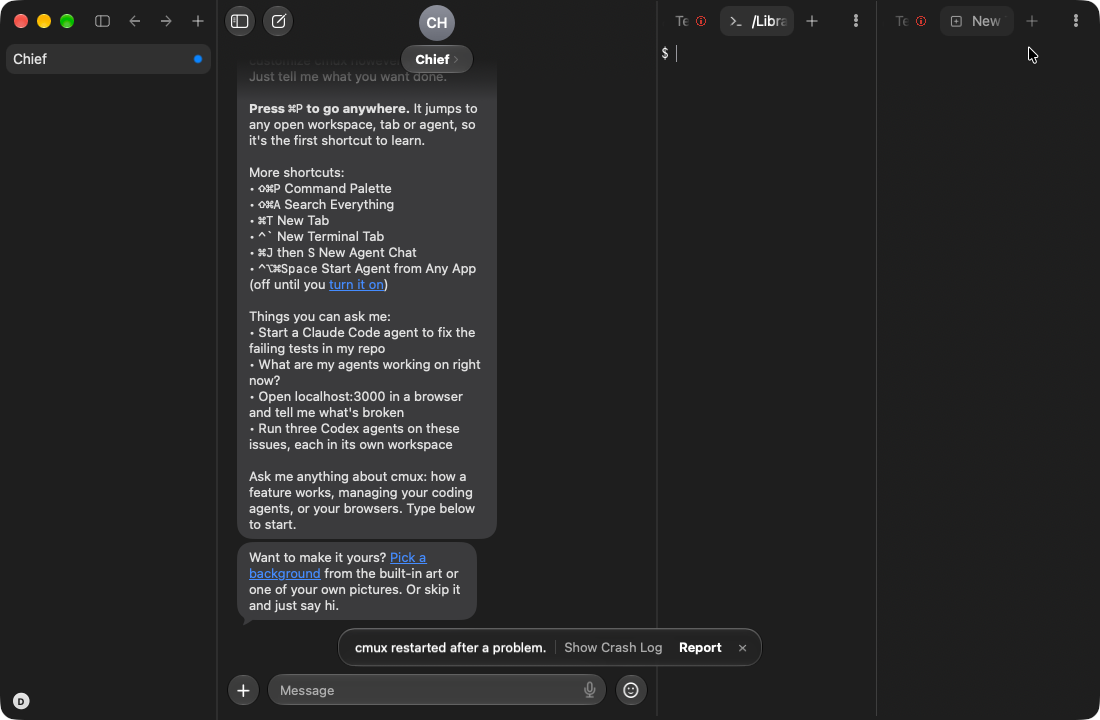 CH
Te
/Libra
Te
New
Chief
Chief
Just tell me what you want done.
$
Press ⌘P to go anywhere. It jumps to
any open workspace, tab or agent, so
it's the first shortcut to learn.
More shortcuts:
• ⇧⌘P Command Palette
• ⇧⌘A Search Everything
• ⌘T New Tab
• ^` New Terminal Tab
• ⌘J then S New Agent Chat
• ^⌥⌘Space Start Agent from Any App
(off until you turn it on)
Things you can ask me:
• Start a Claude Code agent to fix the
failing tests in my repo
• What are my agents working on right
now?
• Open localhost:3000 in a browser
and tell me what's broken
• Run three Codex agents on these
issues, each in its own workspace
Ask me anything about cmux: how a
feature works, managing your coding
agents, or your browsers. Type below
to start.
Want to make it yours? Pick a
background from the built-in art or
one of your own pictures. Or skip it
and just say hi.
cmux restarted after a problem. Show Crash Log Report
Message
D